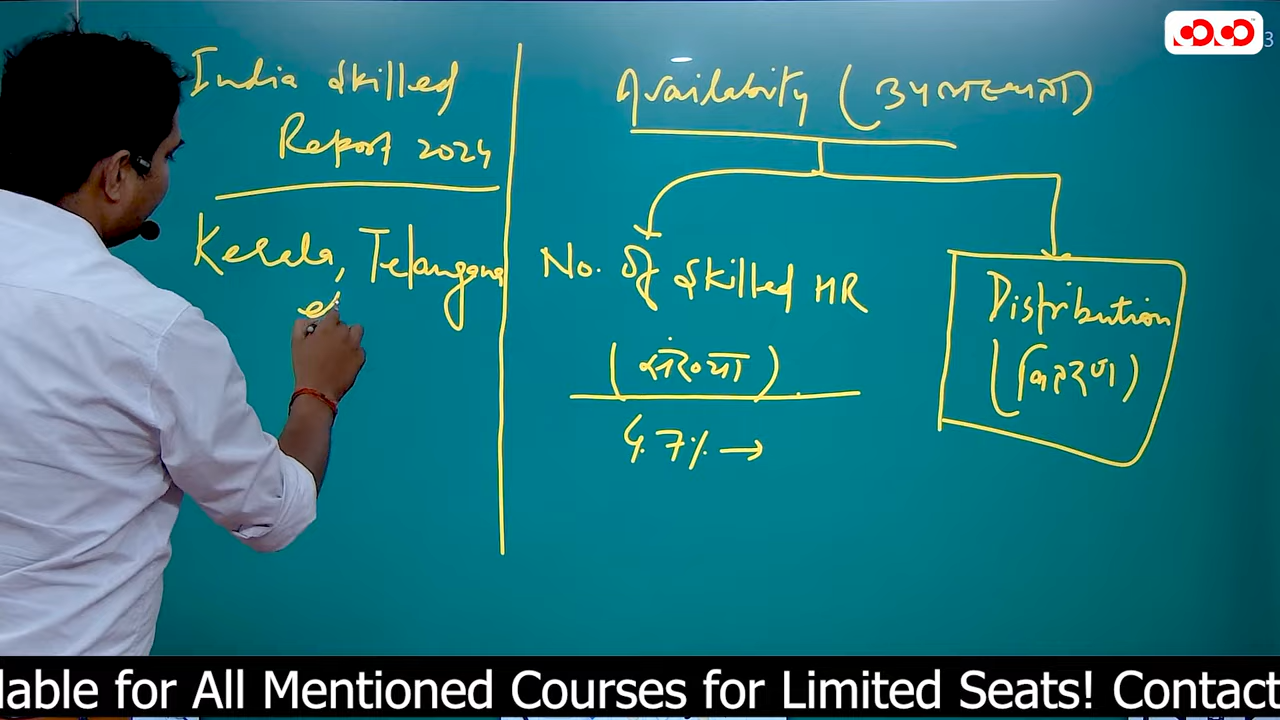 India Skilled
Report 2024
Kerala, Telangana
Availability (उपलब्धता)
No. of Skilled HR
(संख्या)
4.7% →
Distribution
(वितरण)
3
lable for All Mentioned Courses for Limited Seats! Contact